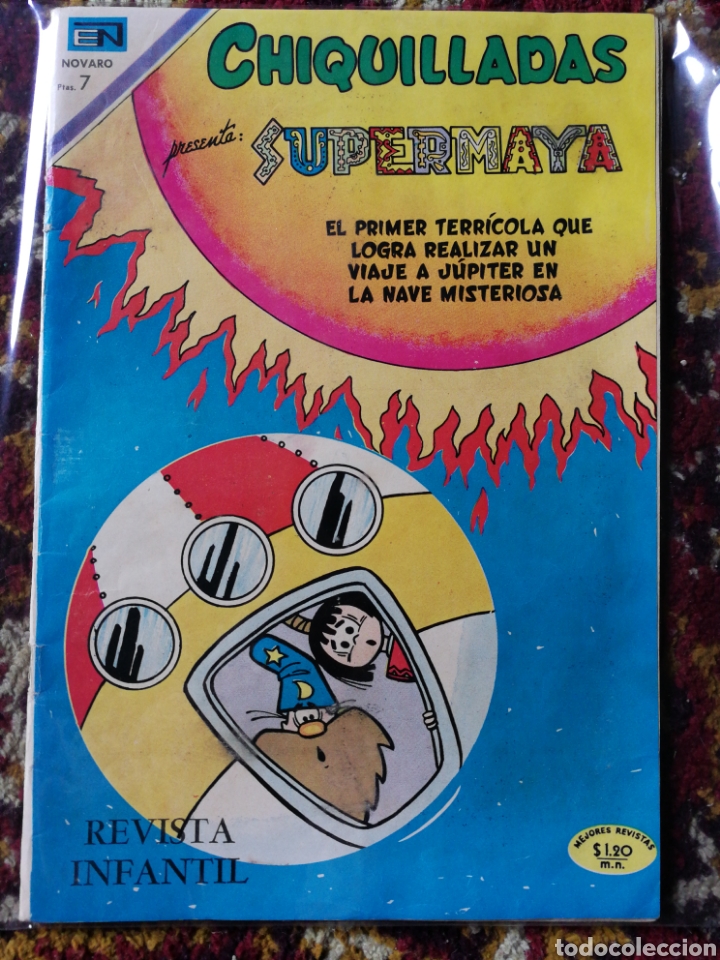 EN
NOVARO
Ptas. 7
CHIQUILLADAS
presenta: SUPERMAYA
EL PRIMER TERRÍCOLA QUE
LOGRA REALIZAR UN
VIAJE A JÚPITER EN
LA NAVE MISTERIOSA
REVISTA
INFANTIL
MEJORES REVISTAS
$1.20
m.n.
todocoleccion